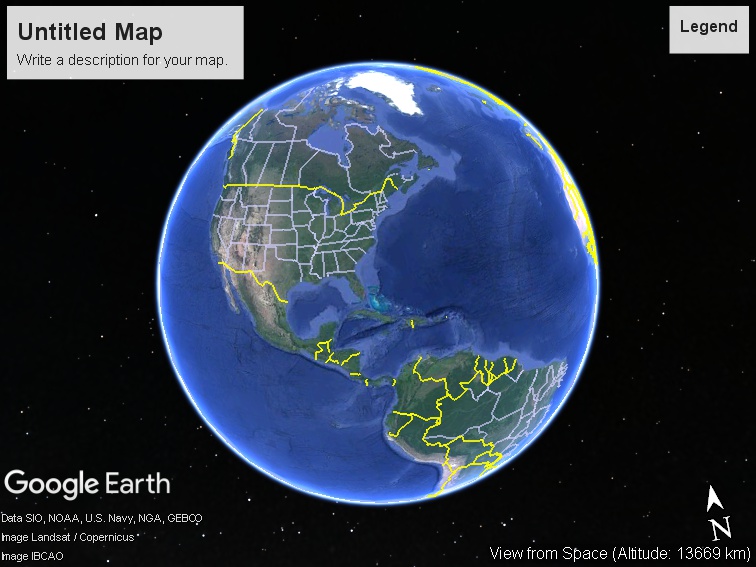 Untitled Map
Write a description for your map.
Legend
Google Earth
Data SIO, NOAA, U.S. Navy, NGA, GEBCO
Image Landsat / Copernicus
Image IBCAO
N
View from Space (Altitude: 13669 km)